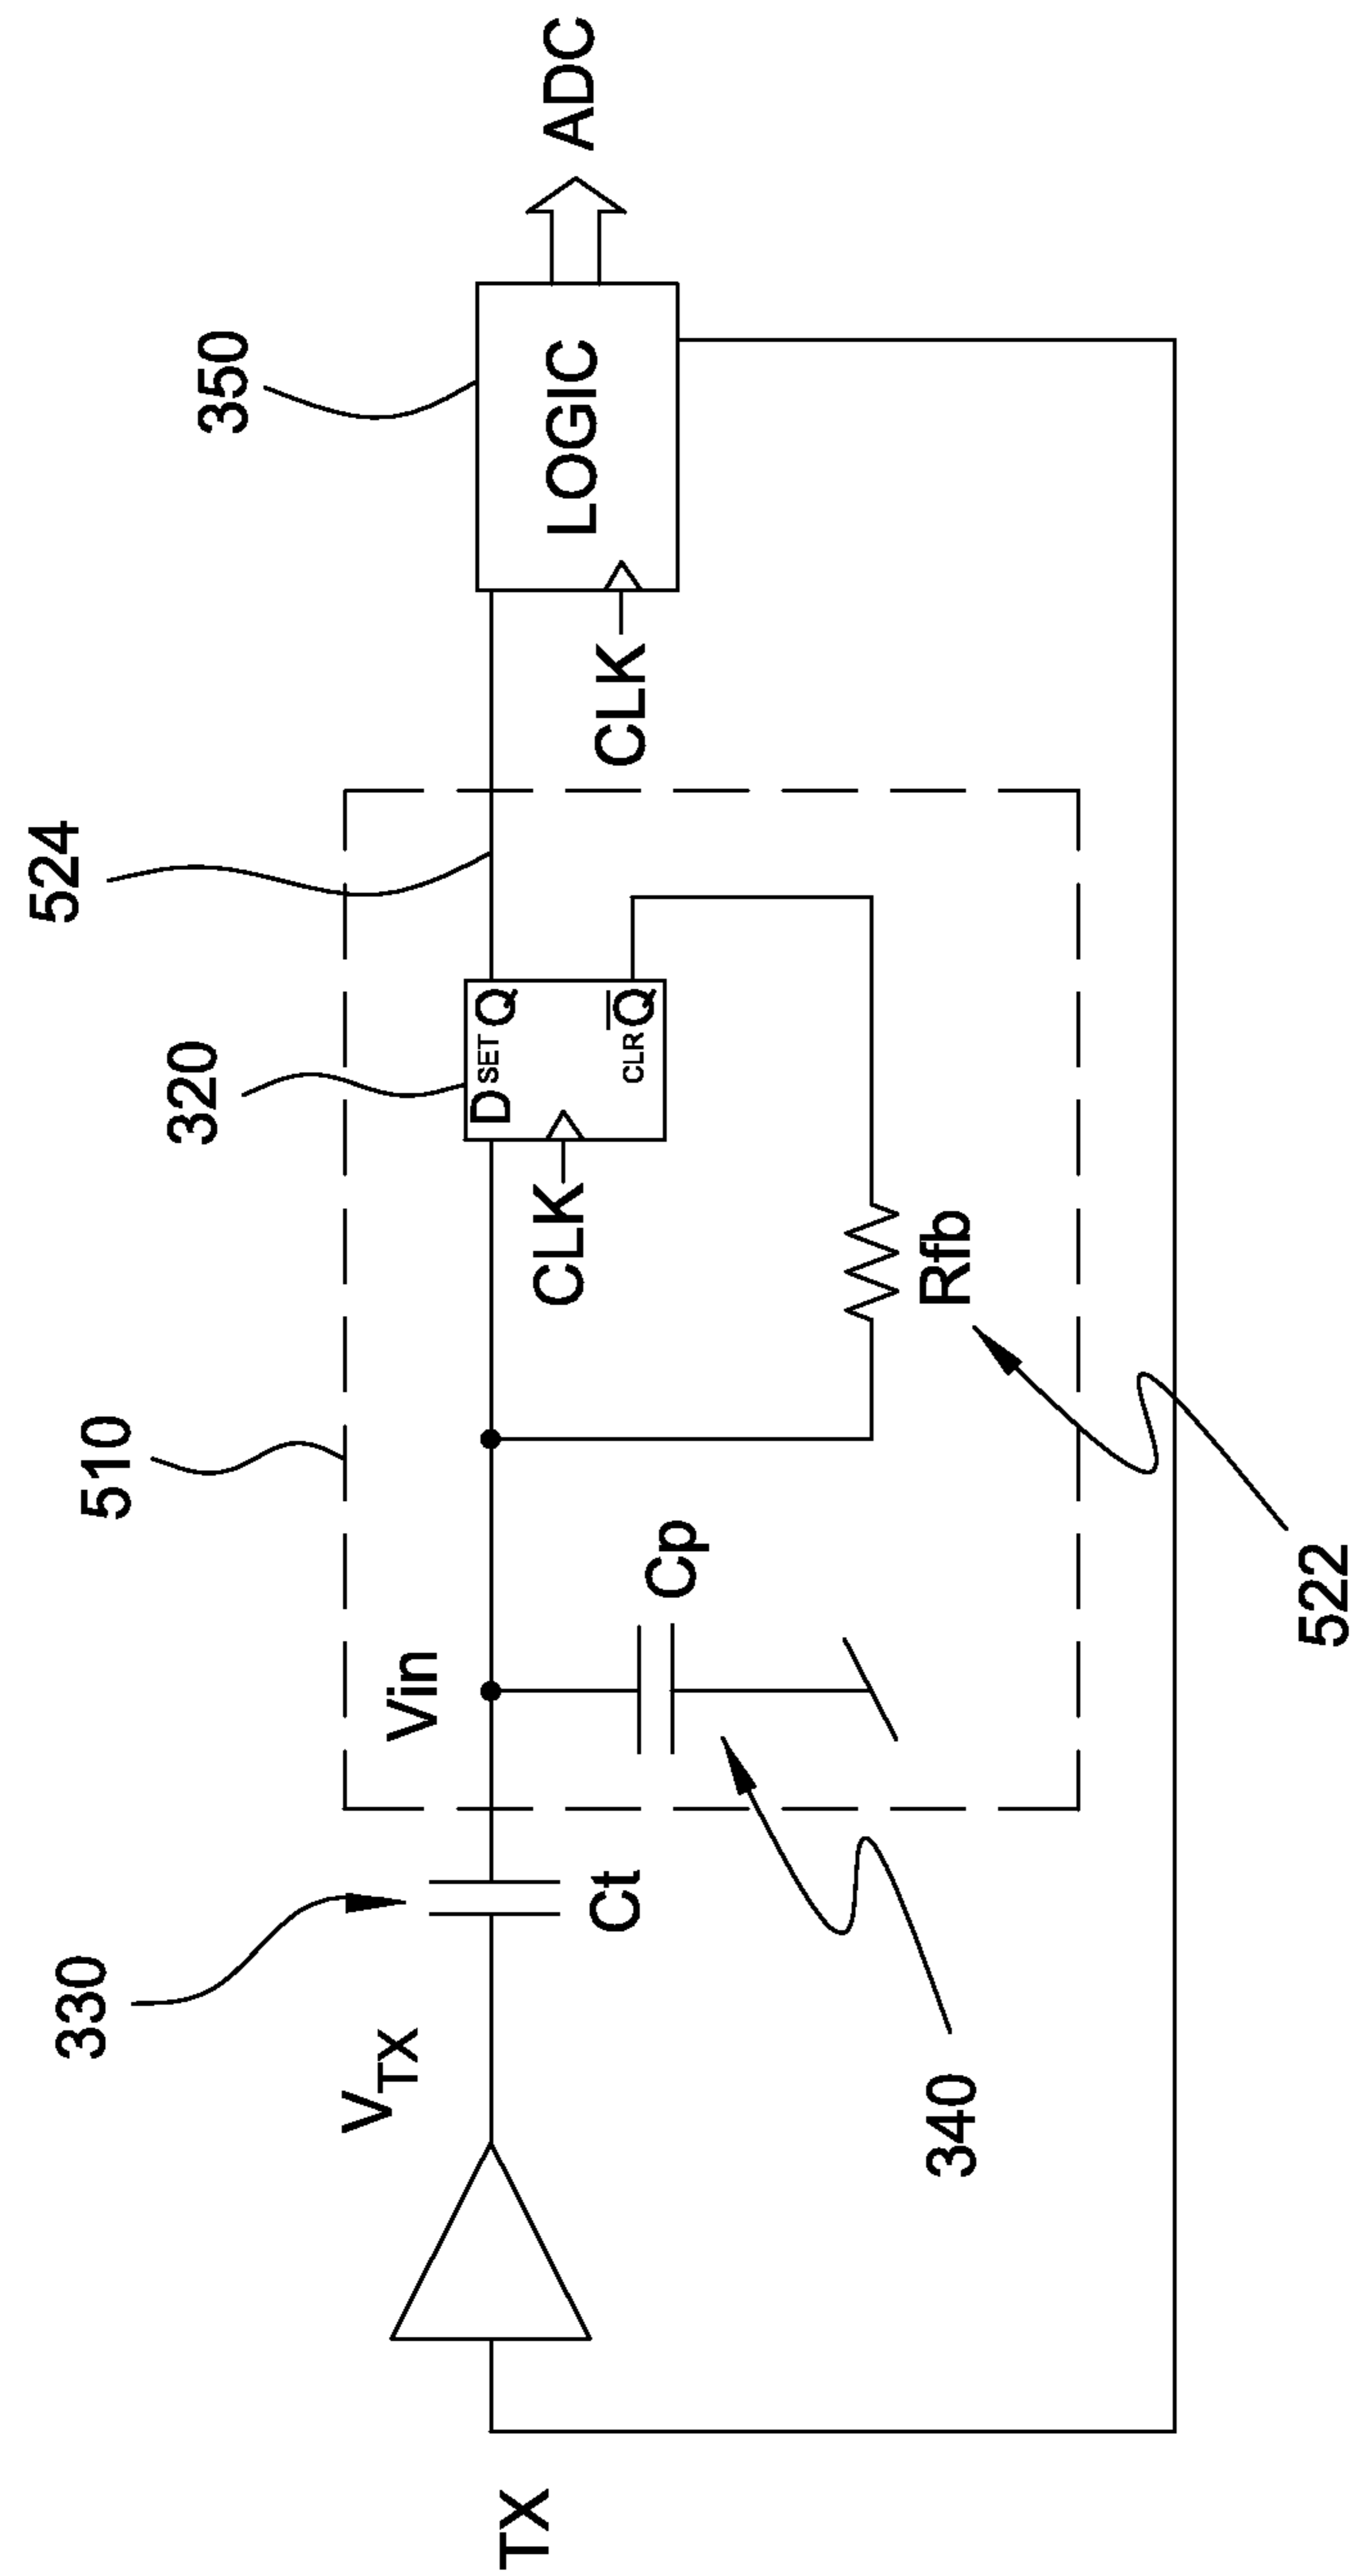 TX
VTX
330
Ct
340
Vin
Cp
510
522
Rfb
CLK
320
D SET Q
CLR Q̅
524
CLK
350
LOGIC
ADC